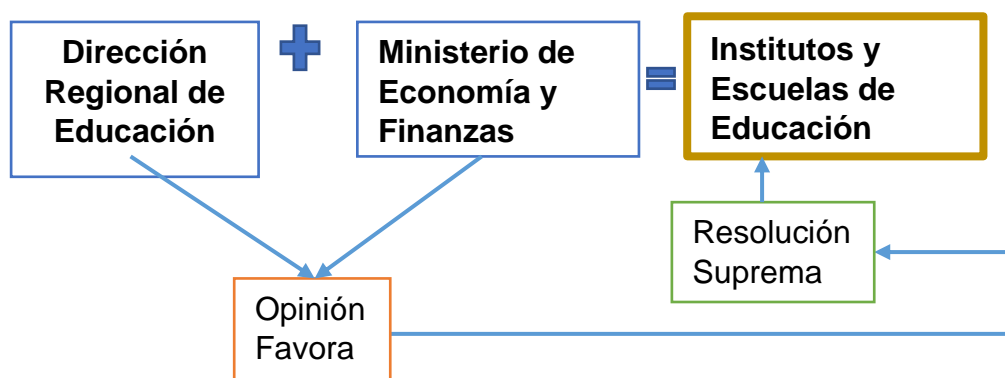 Dirección
Regional de
Educación
Ministerio de
Economía y
Finanzas
Institutos y
Escuelas de
Educación
Resolución
Suprema
Opinión
Favora